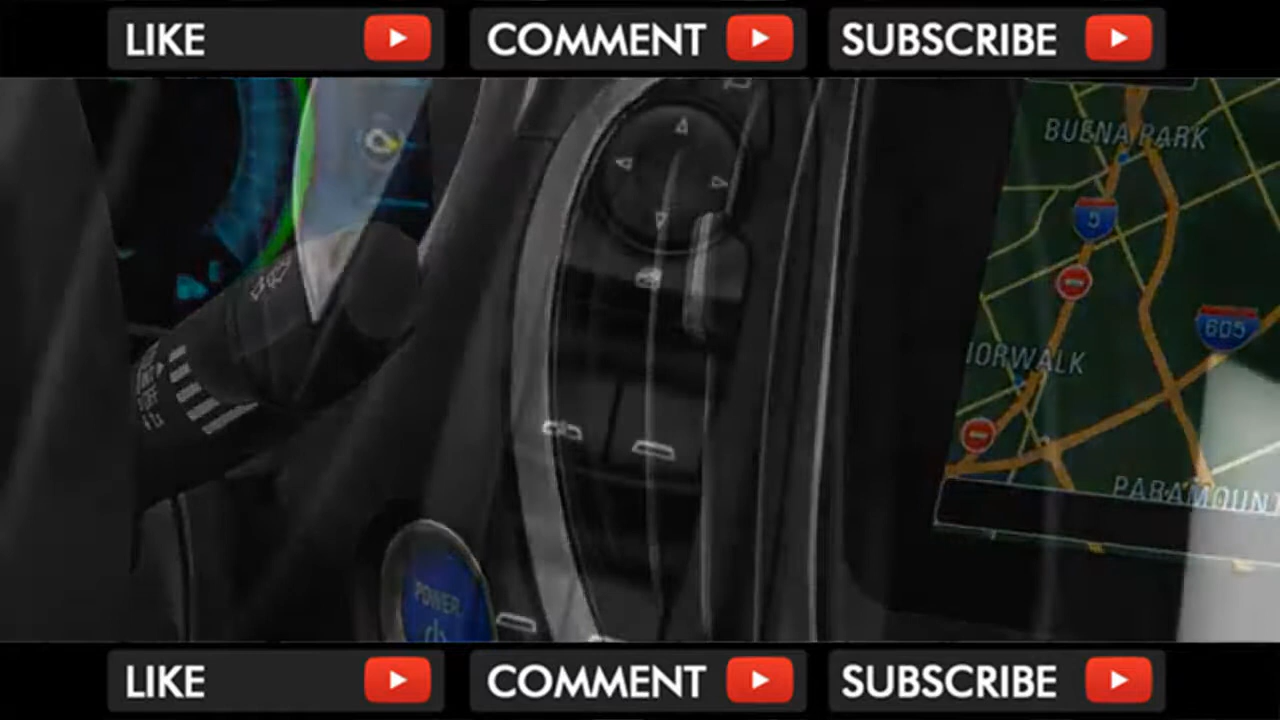 LIKE
COMMENT
SUBSCRIBE
BUENA PARK
5
605
NORWALK
PARAMOUNT
POWER
LIKE
COMMENT
SUBSCRIBE